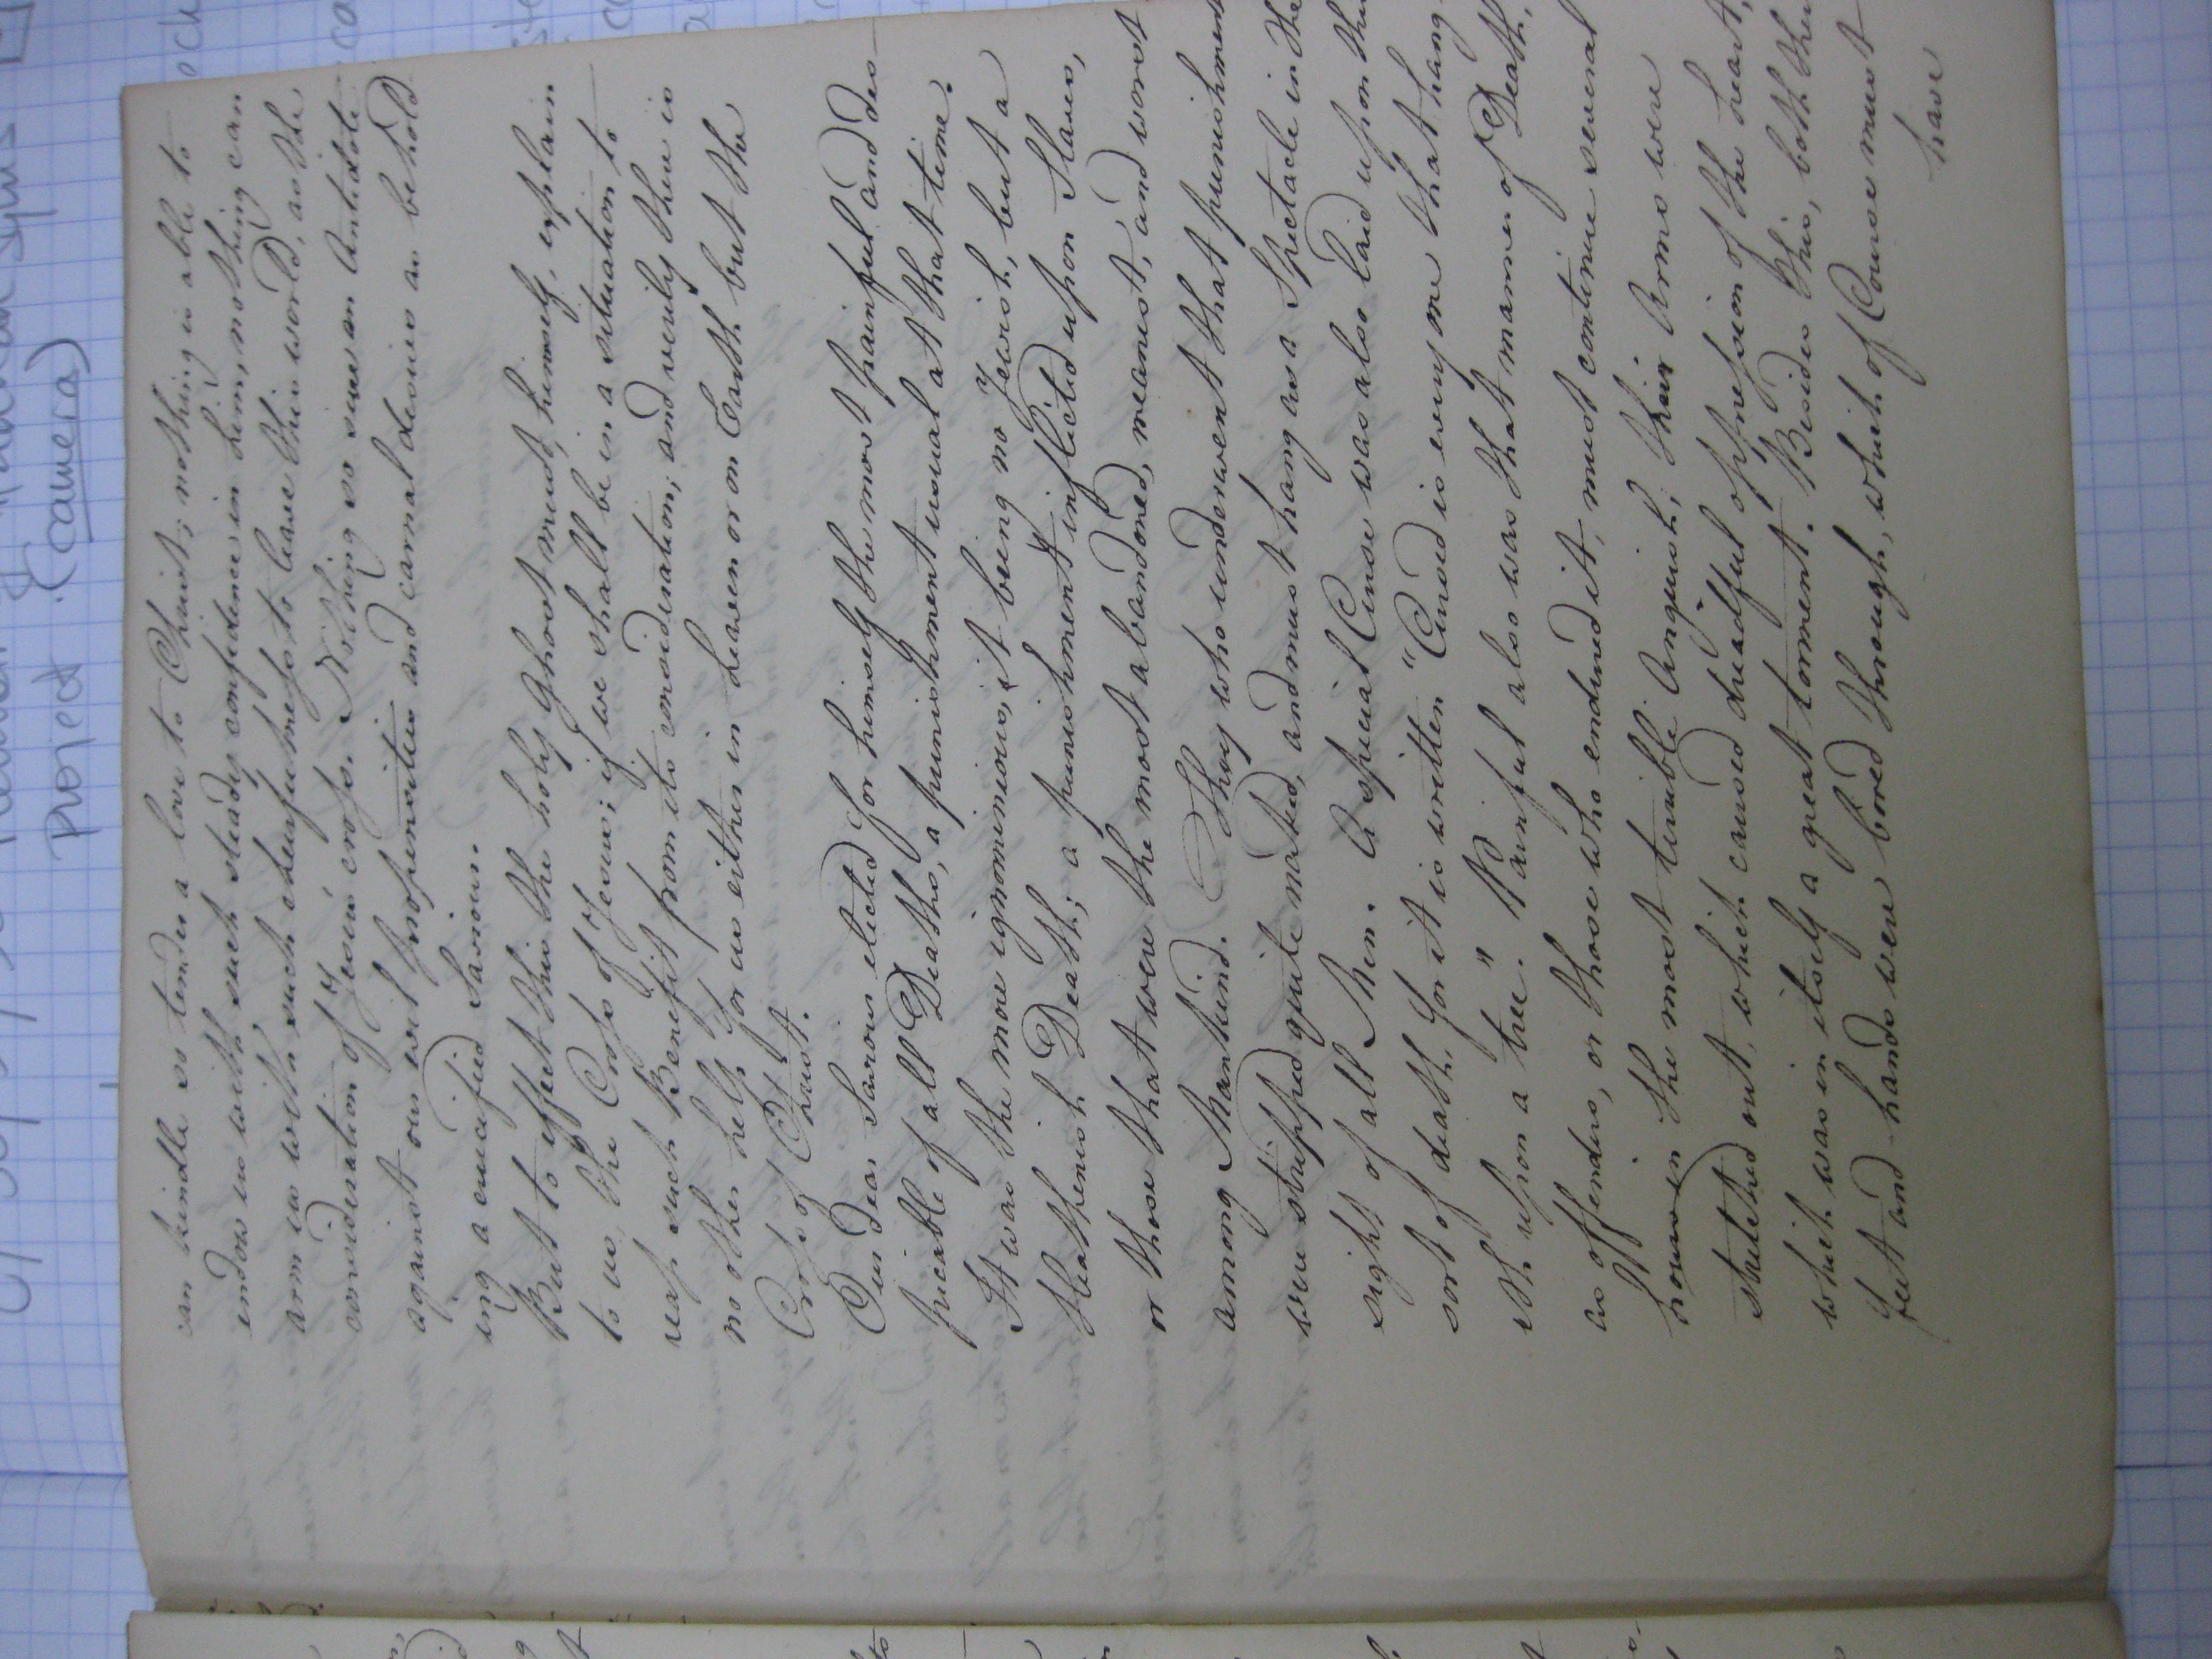 Project (camera)
can kindle so tender a love to Christ; nothing is able to
endow us with such steady confidence in him, nothing can
arm us with such chearfulness to leave this world, as the
consideration of Jesus' cross. Nothing so sure an Antidote
against our evil propensities and carnal desires as behold
ing a crucified Saviour.
But to effect this the holy Ghost must, himself, explain
to us, the Cross of Jesus; if we shall be in a situation to
reap such Benefit from its consideration; and verily there is
no other help for us either in heaven or on Earth but the
Cross of Christ.
Our dear Saviour elected for himself the most painful and des-
picable of all Deaths, a punishment usual at that time.
It was the more ignominious, it being no Jewish, but a
Heathenish Death; a punishment inflicted upon Slaves,
or those that were the most abandoned, meanest, and worst
among Mankind. They who underwent that punishment
were stripped quite naked, and must hang as a Spectacle in the
sight of all Men. A special Curse was also laid upon this
sort of death, for it is written "Cursed is every one that hang
eth upon a tree". Painful also was that manner of Death,
as offenders, or those who endured it, must continue several
hours in the most terrible Anguish; their Arms were
stretched out, which caused dreadful oppression of the heart,
which was in itself a great torment. Besides this, both their
feet and hands were bored through, which of Course must
have